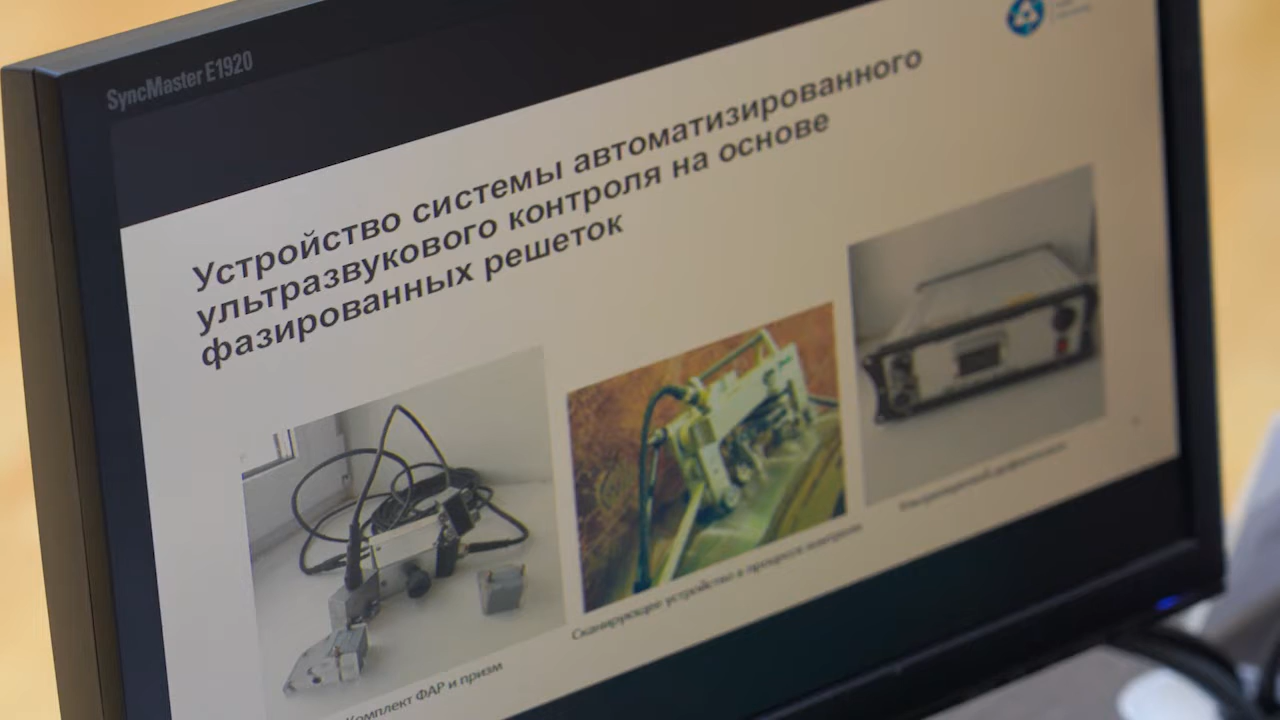 SyncMaster E1920
Устройство системы автоматизированного
ультразвукового контроля на основе
фазированных решеток
Комплект ФАР и призм
Сканирующее устройство в процессе контроля